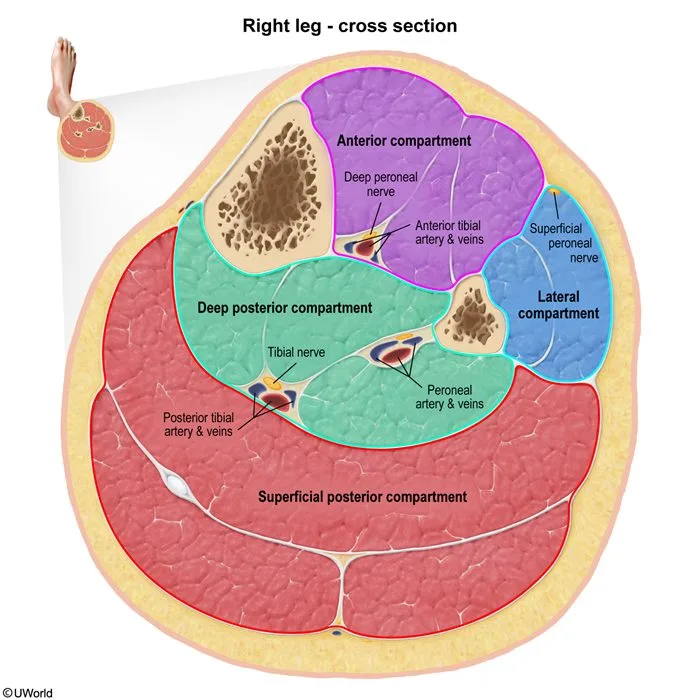 Right leg - cross section
Anterior compartment
Deep peroneal
nerve
Anterior tibial
artery & veins
Superficial
peroneal
nerve
Lateral
compartment
Deep posterior compartment
Tibial nerve
Peroneal
artery & veins
Posterior tibial
artery & veins
Superficial posterior compartment
©UWorld